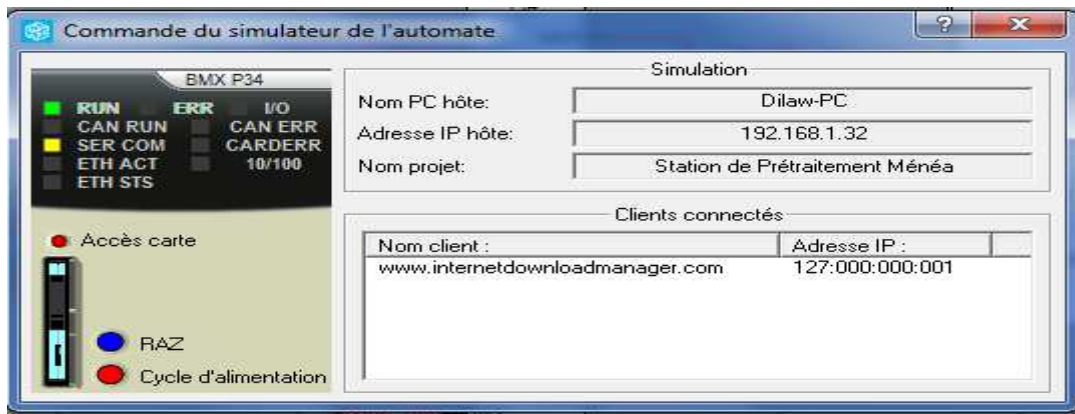 Commande du simulateur de l'automate
BMX P34
RUN ERR I/O
CAN RUN CAN ERR
SER COM CARDERR
ETH ACT 10/100
ETH STS
Accès carte
RAZ
Cycle d'alimentation
Simulation
Nom PC hôte: Dilaw-PC
Adresse IP hôte: 192.168.1.32
Nom projet: Station de Prétraitement Ménéa
Clients connectés
Nom client : Adresse IP :
www.internetdownloadmanager.com 127:000:000:001